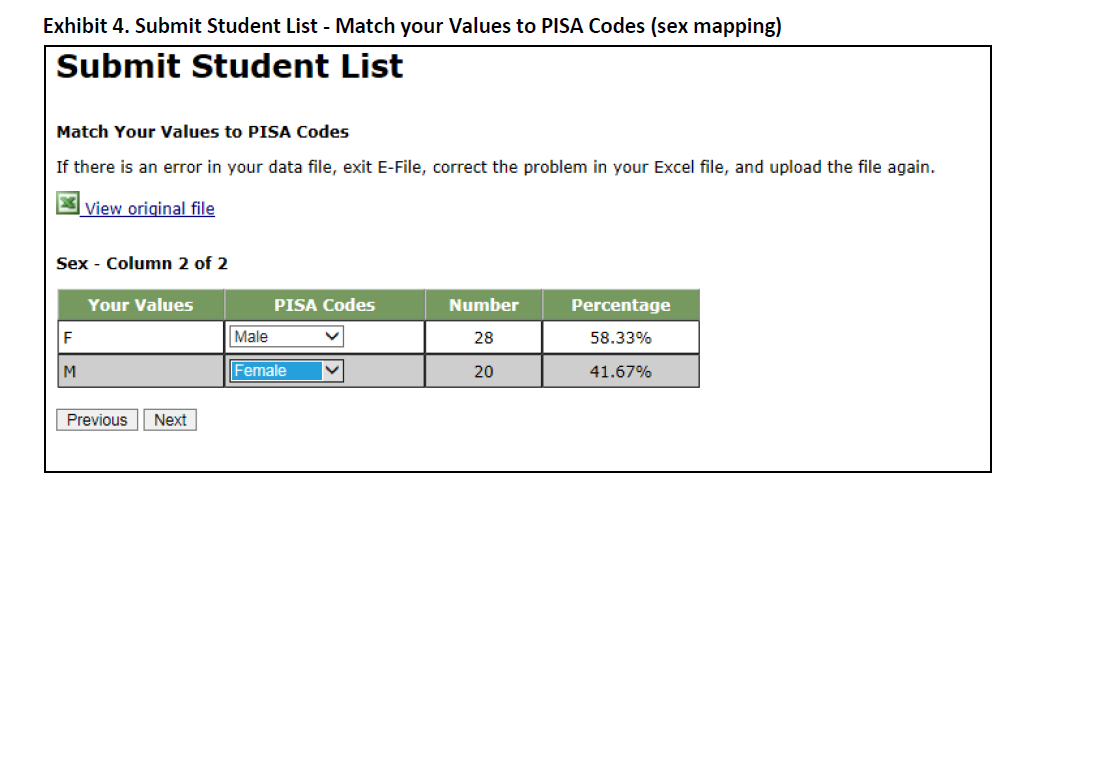 Exhibit 4. Submit Student List - Match your Values to PISA Codes (sex mapping)
Submit Student List
Match Your Values to PISA Codes
If there is an error in your data file, exit E-File, correct the problem in your Excel file, and upload the file again.
View original file
Sex - Column 2 of 2
Your Values PISA Codes Number Percentage
F Male 28 58.33%
M Female 20 41.67%
Previous Next